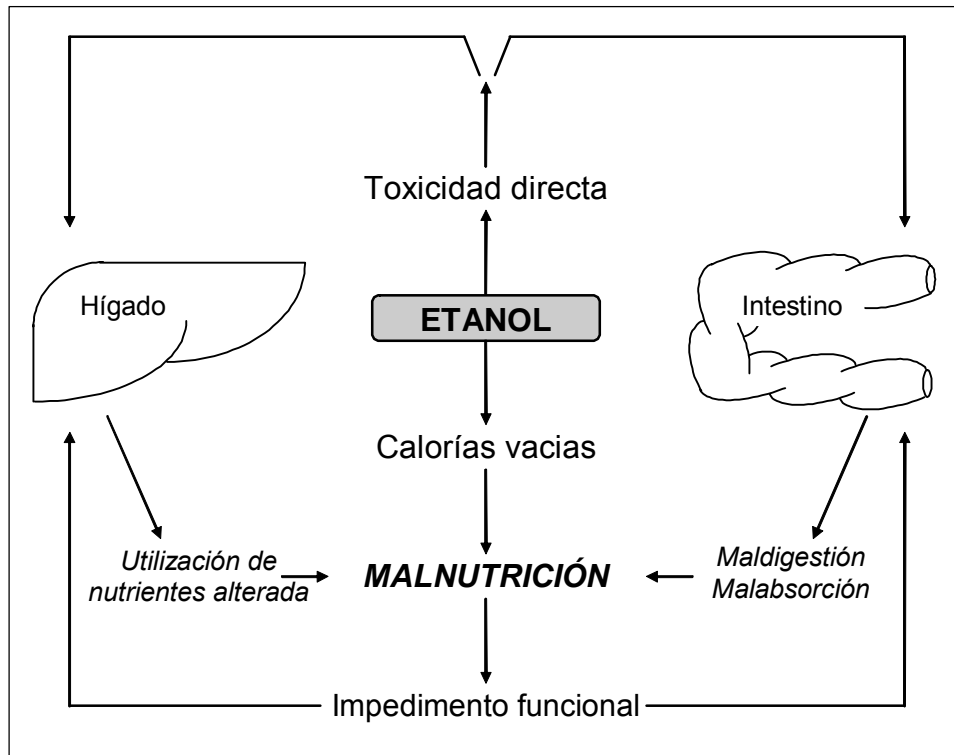 Toxicidad directa
Hígado
ETANOL
Intestino
Calorías vacias
Utilización de
nutrientes alterada
MALNUTRICIÓN
Maldigestión
Malabsorción
Impedimento funcional